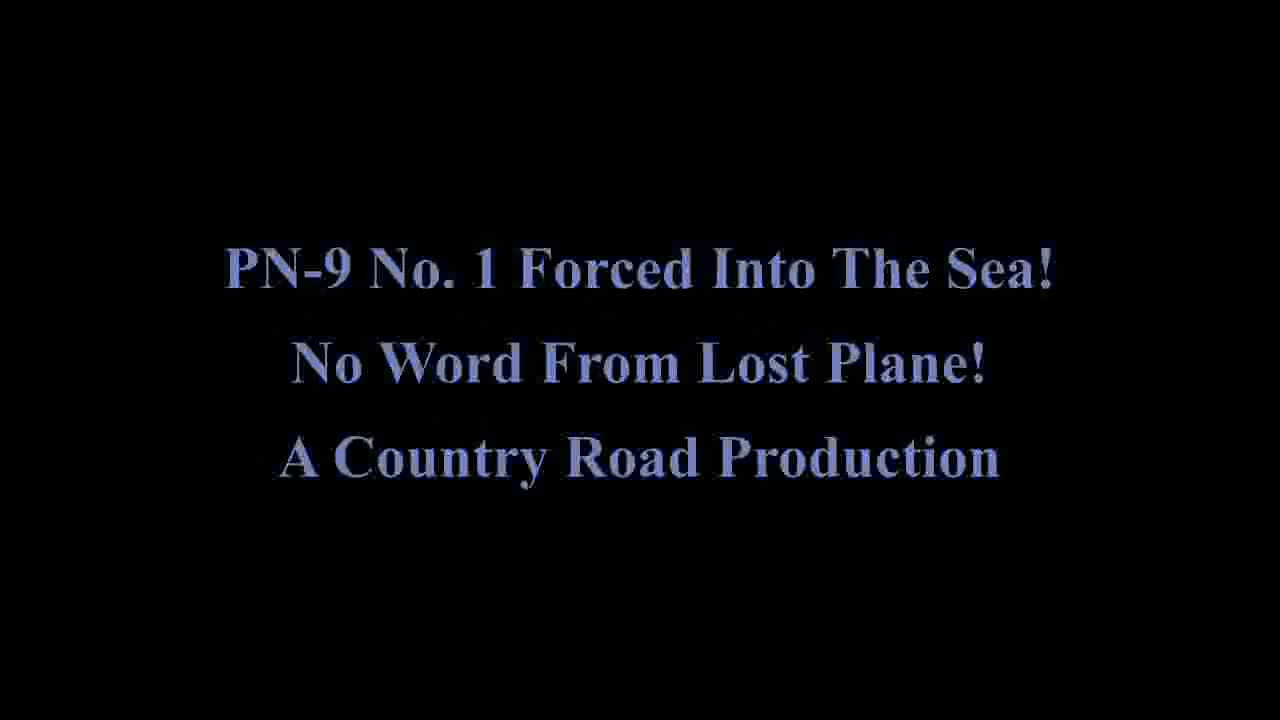 PN-9 No. 1 Forced Into The Sea!
No Word From Lost Plane!
A Country Road Production